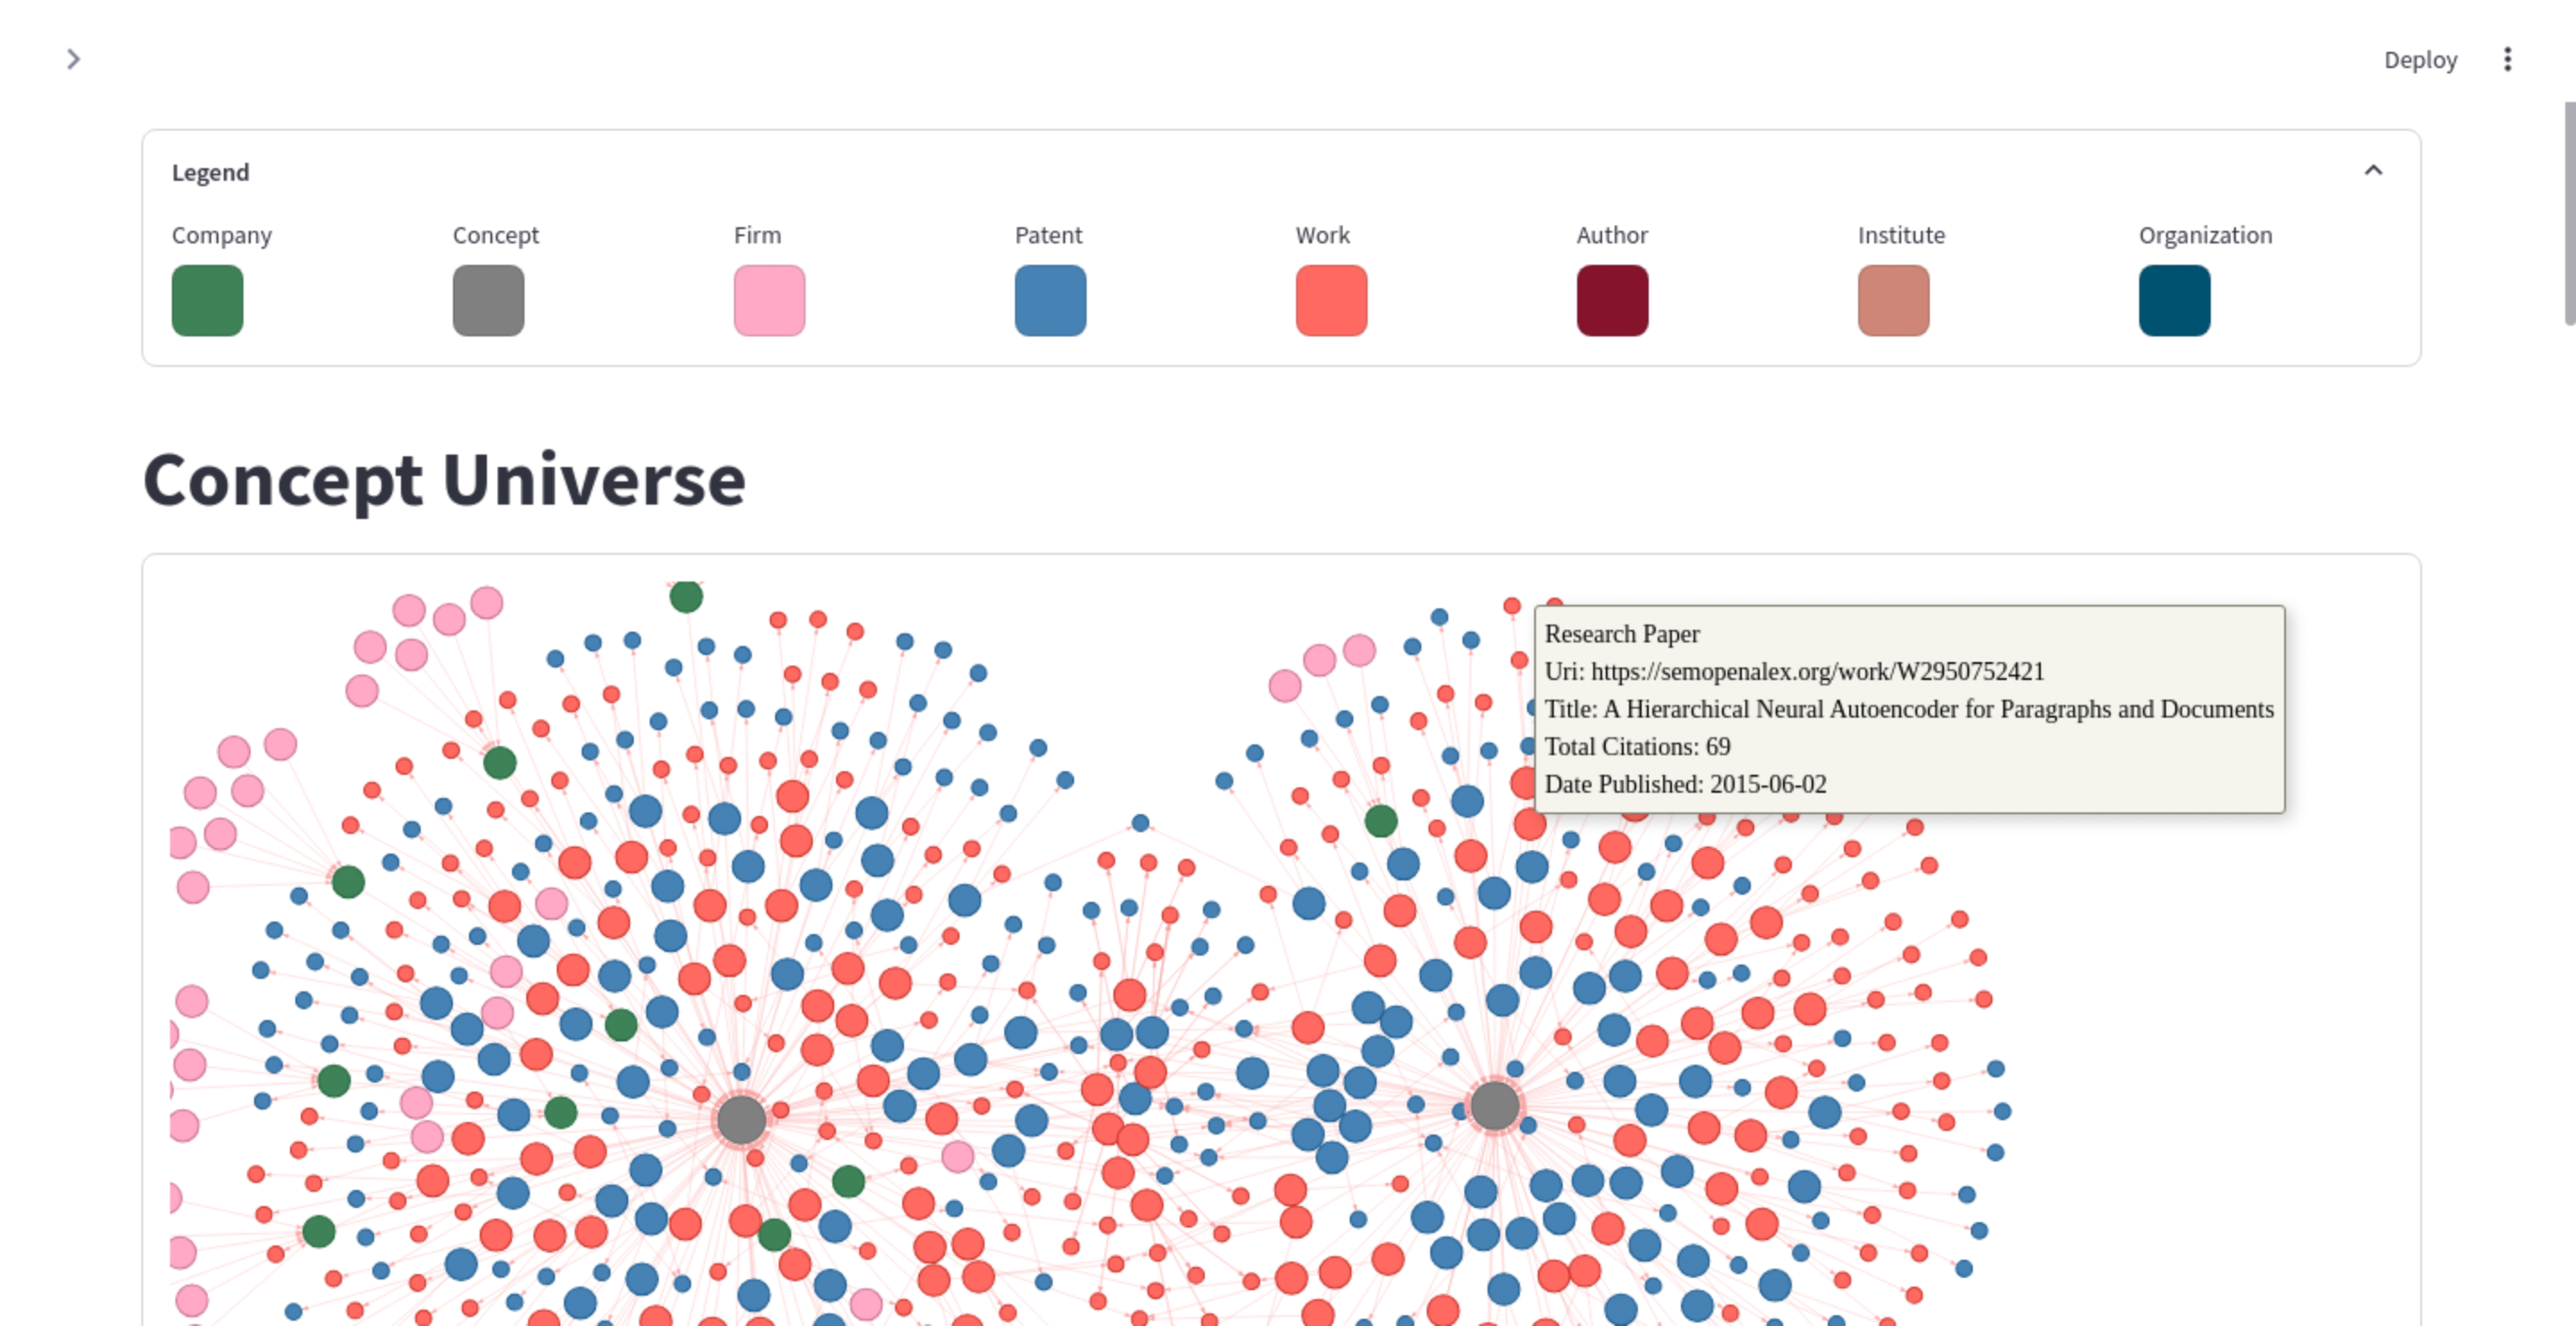 Deploy
Legend
Company Concept Firm Patent Work Author Institute Organization
Concept Universe
Research Paper
Uri: https://semopenalex.org/work/W2950752421
Title: A Hierarchical Neural Autoencoder for Paragraphs and Documents
Total Citations: 69
Date Published: 2015-06-02